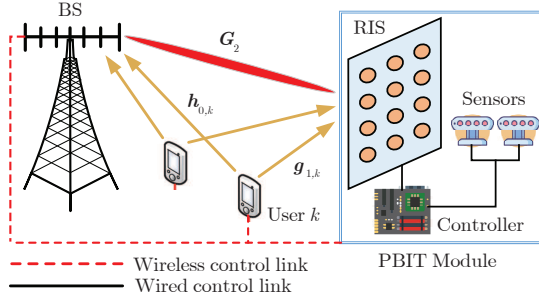 BS
RIS
G₂
h₀,ₖ
Sensors
g₁,ₖ
User k
Controller
PBIT Module
Wireless control link
Wired control link